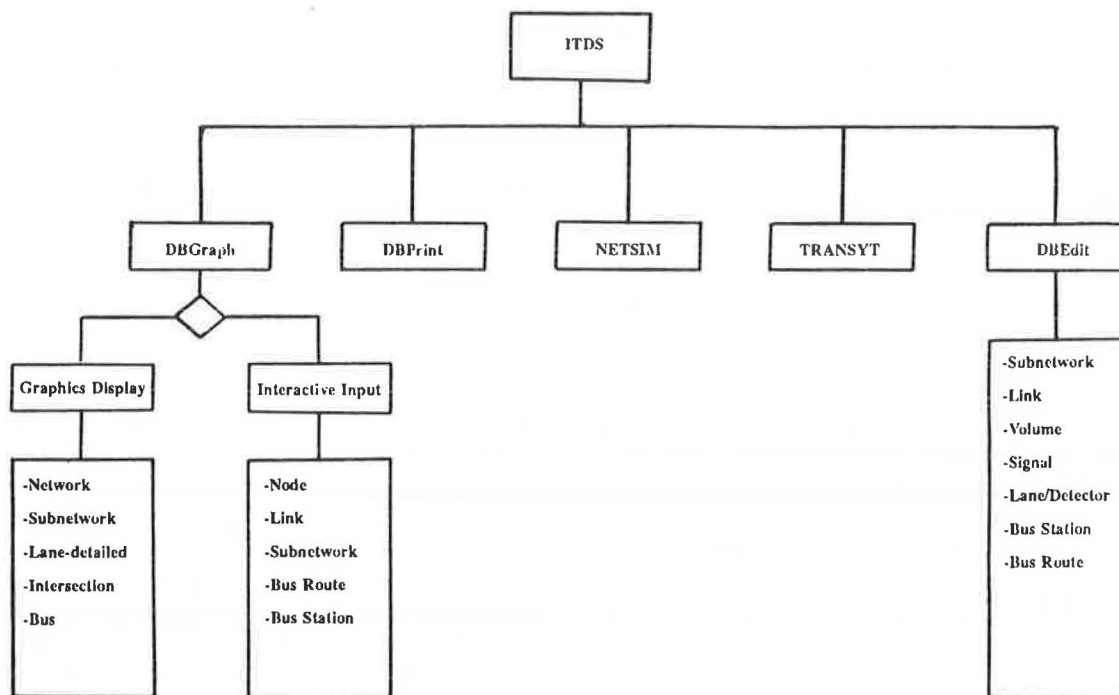 ITDS
DBGraph
DBPrint
NETSIM
TRANSYT
DBEdit
Graphics Display
Interactive Input
-Network
-Subnetwork
-Lane-detailed
-Intersection
-Bus
-Node
-Link
-Subnetwork
-Bus Route
-Bus Station
-Subnetwork
-Link
-Volume
-Signal
-Lane/Detector
-Bus Station
-Bus Route